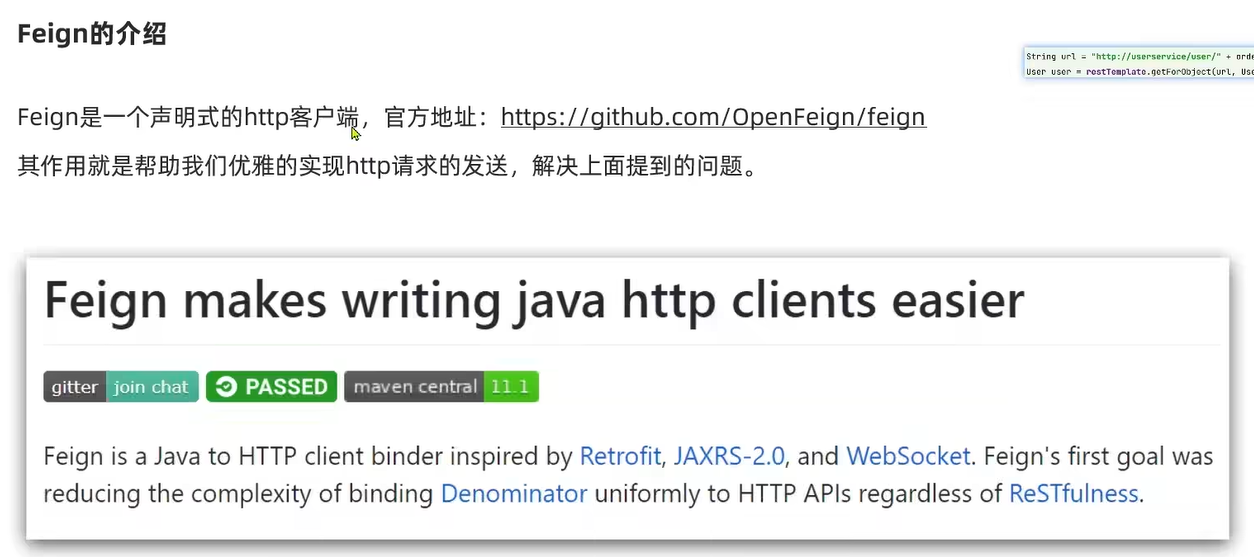 Feign的介绍
String url = "http://userservice/user/" +
User user = restTemplate.getForObject(url,
Feign是一个声明式的http客户端，官方地址：https://github.com/OpenFeign/feign
其作用就是帮助我们优雅的实现http请求的发送，解决上面提到的问题。
Feign makes writing java http clients easier
gitter join chat PASSED maven central 11.1
Feign is a Java to HTTP client binder inspired by Retrofit, JAXRS-2.0, and WebSocket. Feign's first goal was
reducing the complexity of binding Denominator uniformly to HTTP APIs regardless of ReSTfulness.